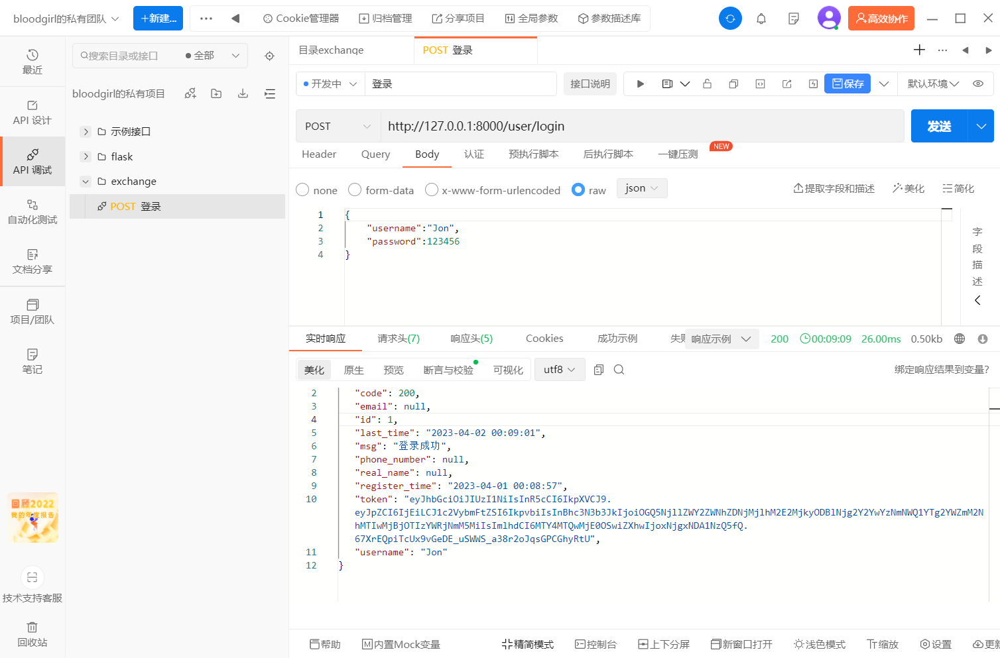 bloodgirl的私有团队
+新建...
Cookie管理器
归档管理
分享项目
全局参数
参数描述库
高效协作
最近
API 设计
API 调试
自动化测试
文档分享
项目/团队
笔记
回顾2022
我的年度报告
技术支持客服
回收站
搜索目录或接口
全部
bloodgirl的私有项目
示例接口
flask
exchange
POST 登录
目录exchange
POST 登录
开发中
登录
接口说明
保存
默认环境
POST
http://127.0.0.1:8000/user/login
发送
Header
Query
Body
认证
预执行脚本
后执行脚本
一键压测
NEW
none
form-data
x-www-form-urlencoded
raw
json
提取字段和描述
美化
简化
1 {
2 "username":"Jon",
3 "password":123456
4 }
字
段
描
述
实时响应
请求头(7)
响应头(5)
Cookies
成功示例
响应示例
200
00:09:09
26.00ms
0.50kb
美化
原生
预览
断言与校验
可视化
utf8
绑定响应结果到变量?
2 "code": 200,
3 "email": null,
4 "id": 1,
5 "last_time": "2023-04-02 00:09:01",
6 "msg": "登录成功",
7 "phone_number": null,
8 "real_name": null,
9 "register_time": "2023-04-01 00:08:57",
10 "token": "eyJhbGciOiJIUzI1NiIsInR5cCI6IkpXVCJ9.
eyJpZCI6IjEiLCJ1c2VybmFtZSI6IkpvbiIsInBhc3N3b3JkIjoiOGQ5NjllZWY2ZWNhZDNjMjlhM2E2MjkyODBlNjg2Y2YwYzNmNWQ1YTg2YWZmM2N
hMTIwMjBjOTIzYWRjNmM5MiIsImlhdCI6MTY4MTQwMjE0OSwiZXhwIjoxNjgxNDA1NzQ5fQ.
67XrEQpiTcUx9vGeDE_uSWWS_a38r2oJqsGPCGhyRtU",
11 "username": "Jon"
12 }
帮助
内置Mock变量
精简模式
控制台
上下分屏
新窗口打开
浅色模式
缩放
设置